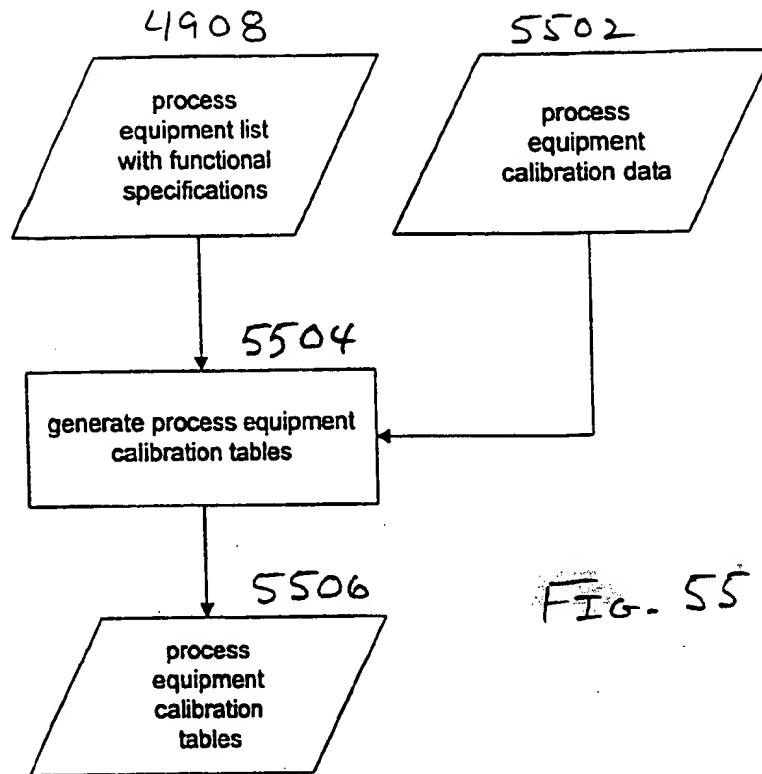 4908
5502
process
equipment list
with functional
specifications
process
equipment
calibration data
5504
generate process equipment
calibration tables
5506
FIG. 55
process
equipment
calibration
tables